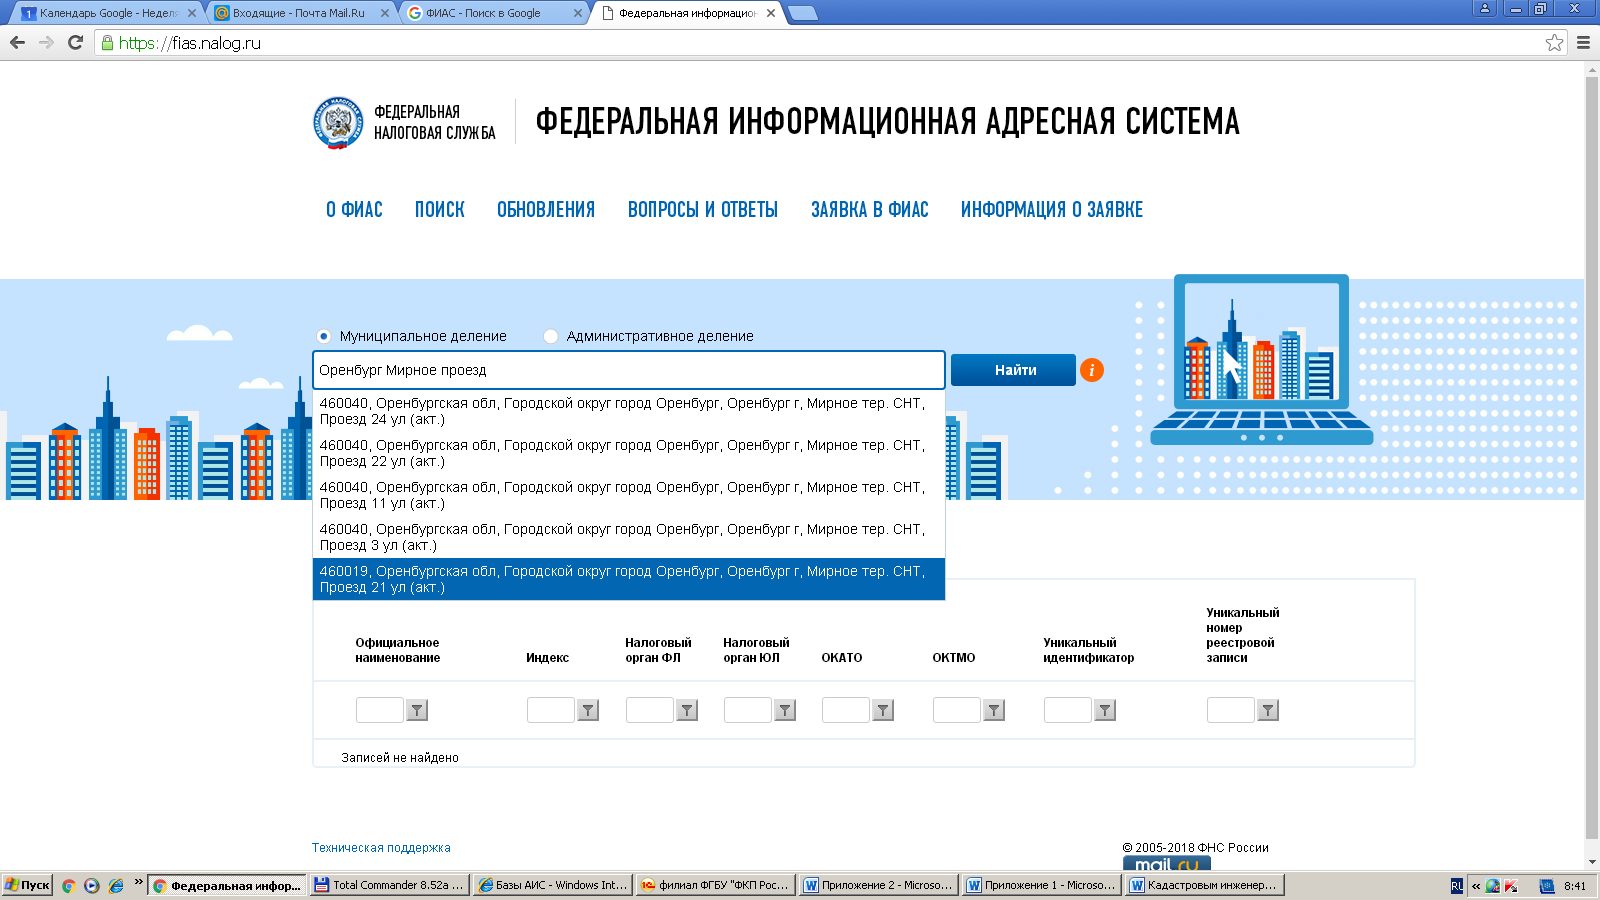 Календарь Google - Неделя
Входящие - Почта Mail.Ru
ФИАС - Поиск в Google
Федеральная информацион
https://fias.nalog.ru
ФЕДЕРАЛЬНАЯ
НАЛОГОВАЯ СЛУЖБА
ФЕДЕРАЛЬНАЯ ИНФОРМАЦИОННАЯ АДРЕСНАЯ СИСТЕМА
О ФИАС ПОИСК ОБНОВЛЕНИЯ ВОПРОСЫ И ОТВЕТЫ ЗАЯВКА В ФИАС ИНФОРМАЦИЯ О ЗАЯВКЕ
Муниципальное деление Административное деление
Оренбург Мирное проезд
Найти
i
460040, Оренбургская обл, Городской округ город Оренбург, Оренбург г, Мирное тер. СНТ,
Проезд 24 ул (акт.)
460040, Оренбургская обл, Городской округ город Оренбург, Оренбург г, Мирное тер. СНТ,
Проезд 22 ул (акт.)
460040, Оренбургская обл, Городской округ город Оренбург, Оренбург г, Мирное тер. СНТ,
Проезд 11 ул (акт.)
460040, Оренбургская обл, Городской округ город Оренбург, Оренбург г, Мирное тер. СНТ,
Проезд 3 ул (акт.)
460019, Оренбургская обл, Городской округ город Оренбург, Оренбург г, Мирное тер. СНТ,
Проезд 21 ул (акт.)
Официальное
наименование
Индекс
Налоговый
орган ФЛ
Налоговый
орган ЮЛ
ОКАТО
ОКТМО
Уникальный
идентификатор
Уникальный
номер
реестровой
записи
Записей не найдено
Техническая поддержка
© 2005-2018 ФНС России
mail.ru
Пуск
Федеральная инфор...
Total Commander 8.52a ...
Базы АИС - Windows Int...
филиал ФГБУ "ФКП Рос...
Приложение 2 - Microso...
Приложение 1 - Microso...
Кадастровым инженер...
RU
8:41